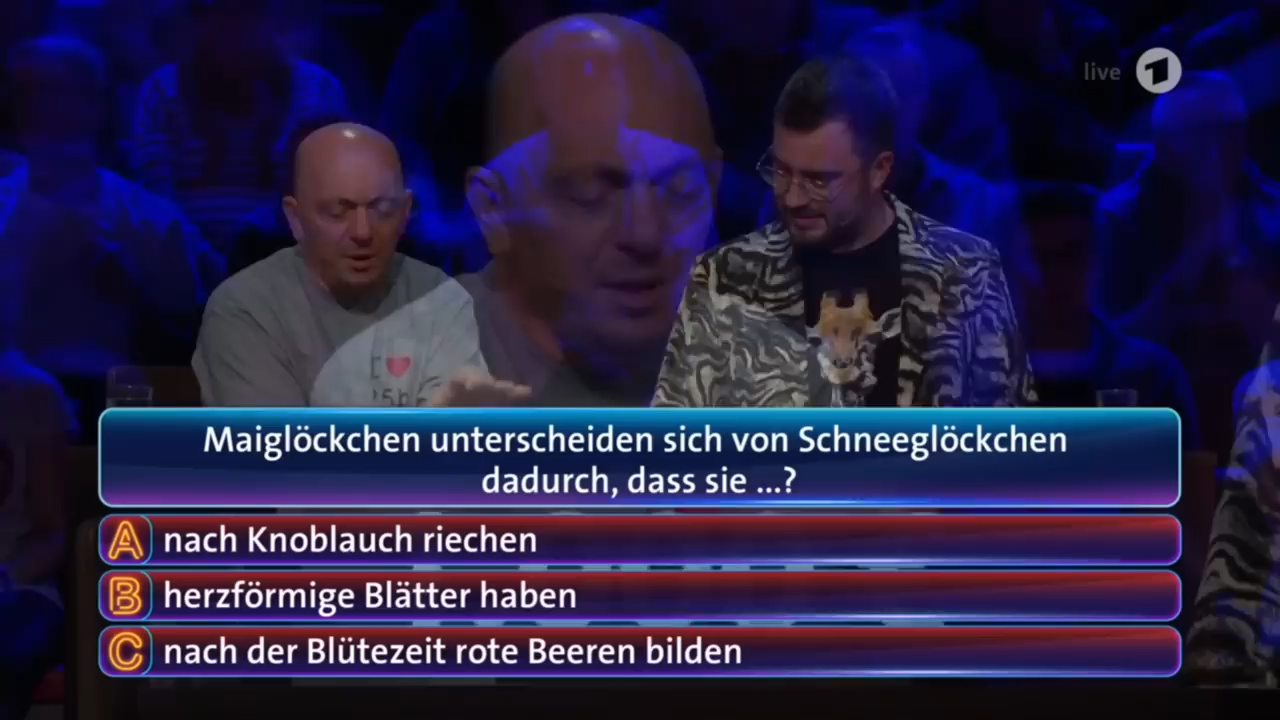 live
Maiglöckchen unterscheiden sich von Schneeglöckchen
dadurch, dass sie ...?
A nach Knoblauch riechen
B herzförmige Blätter haben
C nach der Blütezeit rote Beeren bilden